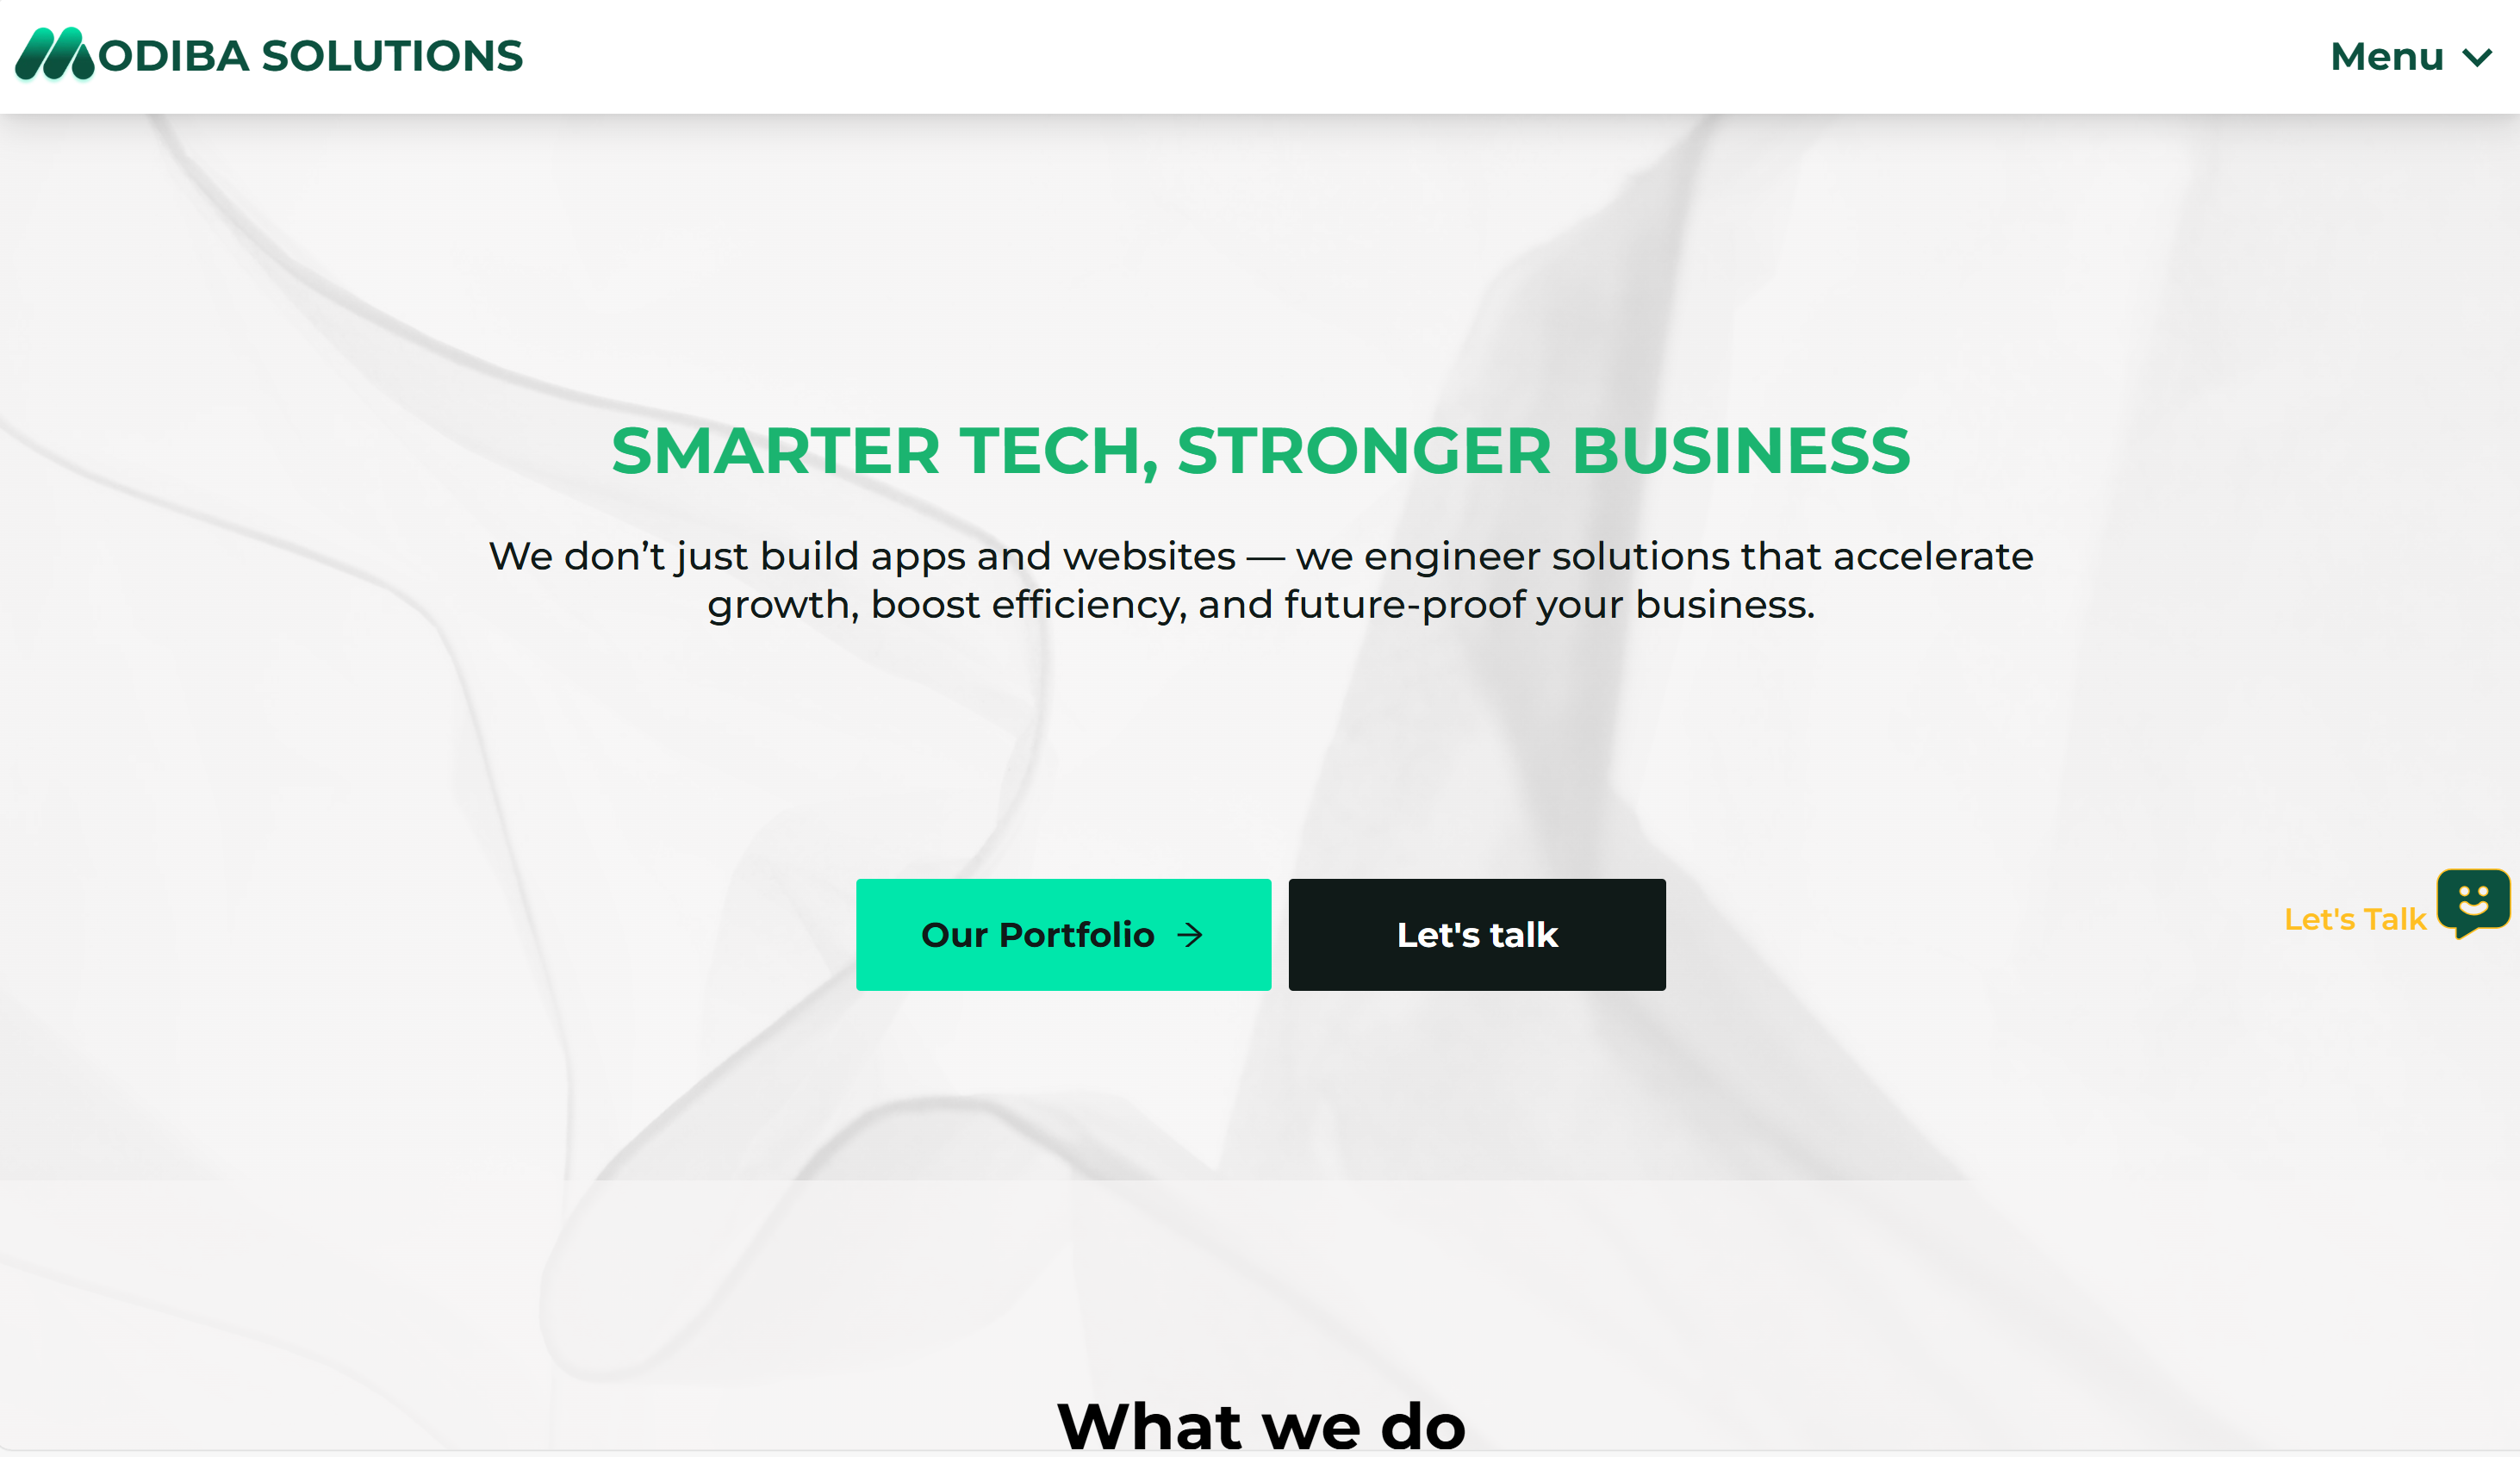 MODIBA SOLUTIONS
Menu
SMARTER TECH, STRONGER BUSINESS
We don’t just build apps and websites — we engineer solutions that accelerate
growth, boost efficiency, and future-proof your business.
Our Portfolio →
Let's talk
Let's Talk
What we do